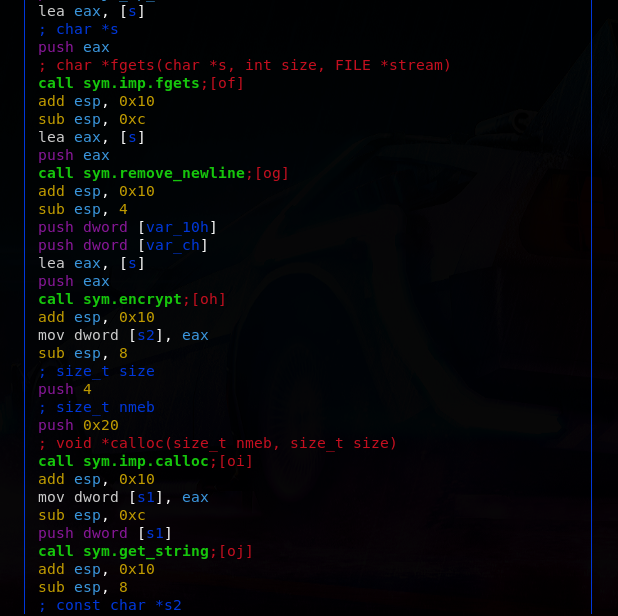 lea eax, [s]
; char *s
push eax
; char *fgets(char *s, int size, FILE *stream)
call sym.imp.fgets;[of]
add esp, 0x10
sub esp, 0xc
lea eax, [s]
push eax
call sym.remove_newline;[og]
add esp, 0x10
sub esp, 4
push dword [var_10h]
push dword [var_ch]
lea eax, [s]
push eax
call sym.encrypt;[oh]
add esp, 0x10
mov dword [s2], eax
sub esp, 8
; size_t size
push 4
; size_t nmeb
push 0x20
; void *calloc(size_t nmeb, size_t size)
call sym.imp.calloc;[oi]
add esp, 0x10
mov dword [s1], eax
sub esp, 0xc
push dword [s1]
call sym.get_string;[oj]
add esp, 0x10
sub esp, 8
; const char *s2